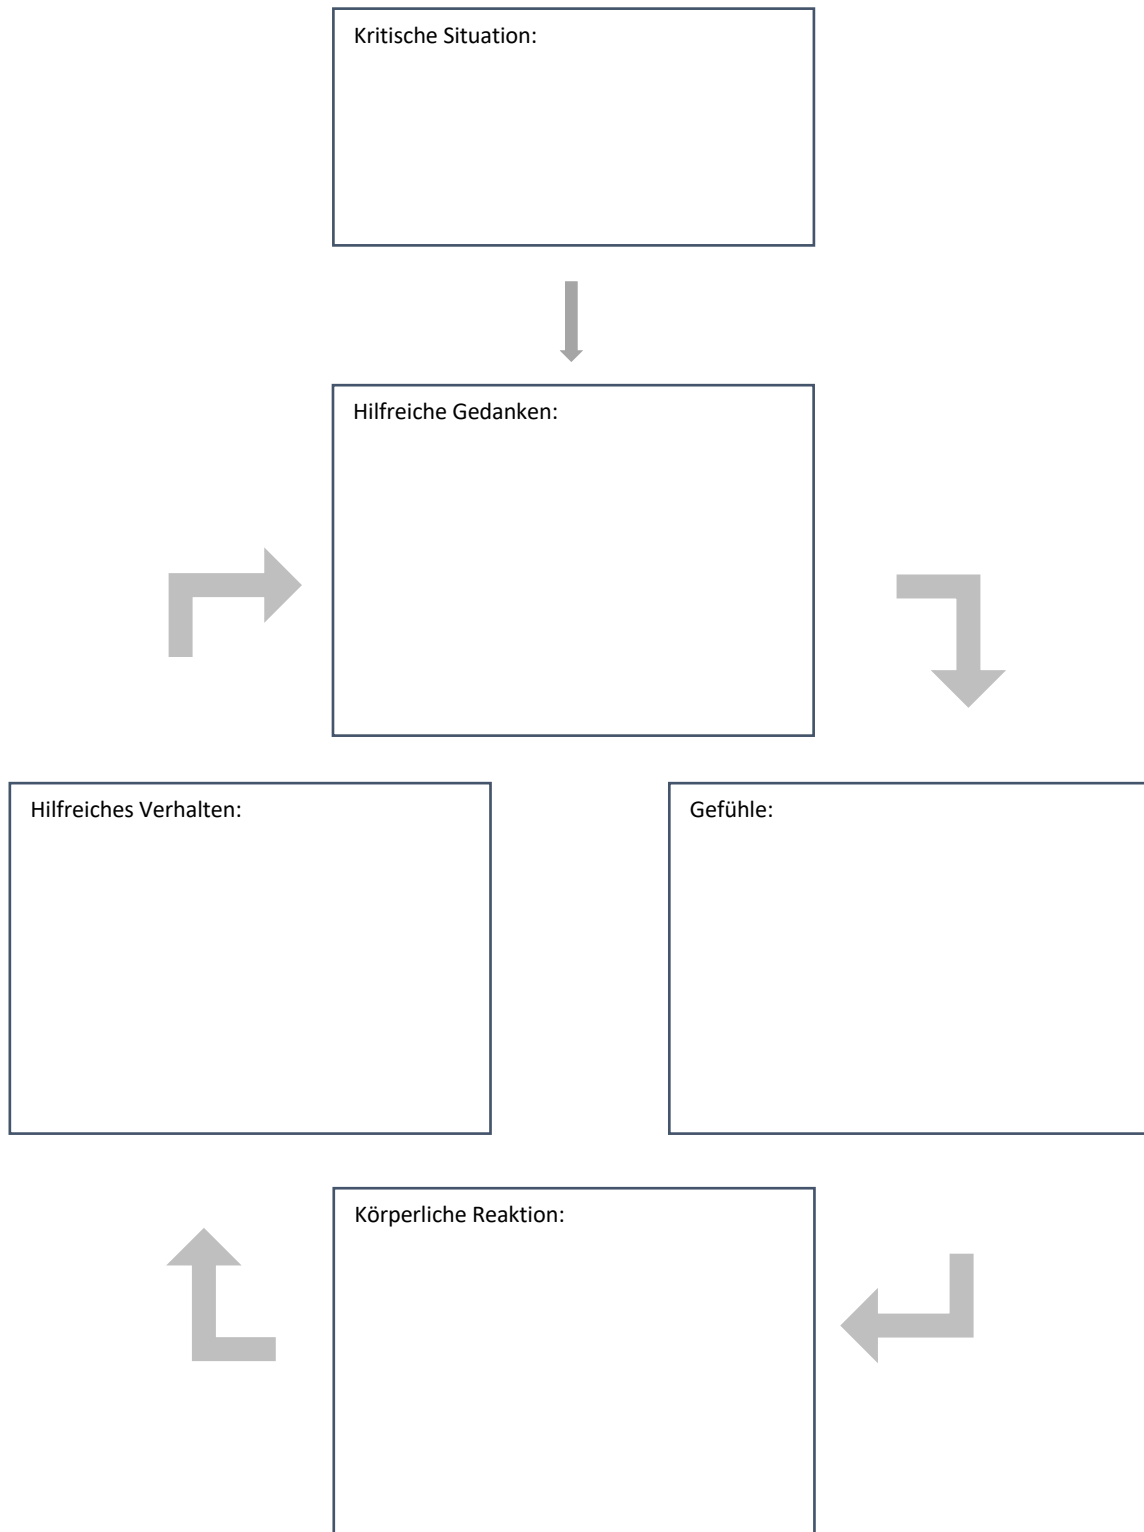 Kritische Situation:
Hilfreiche Gedanken:
Hilfreiches Verhalten:
Gefühle:
Körperliche Reaktion: